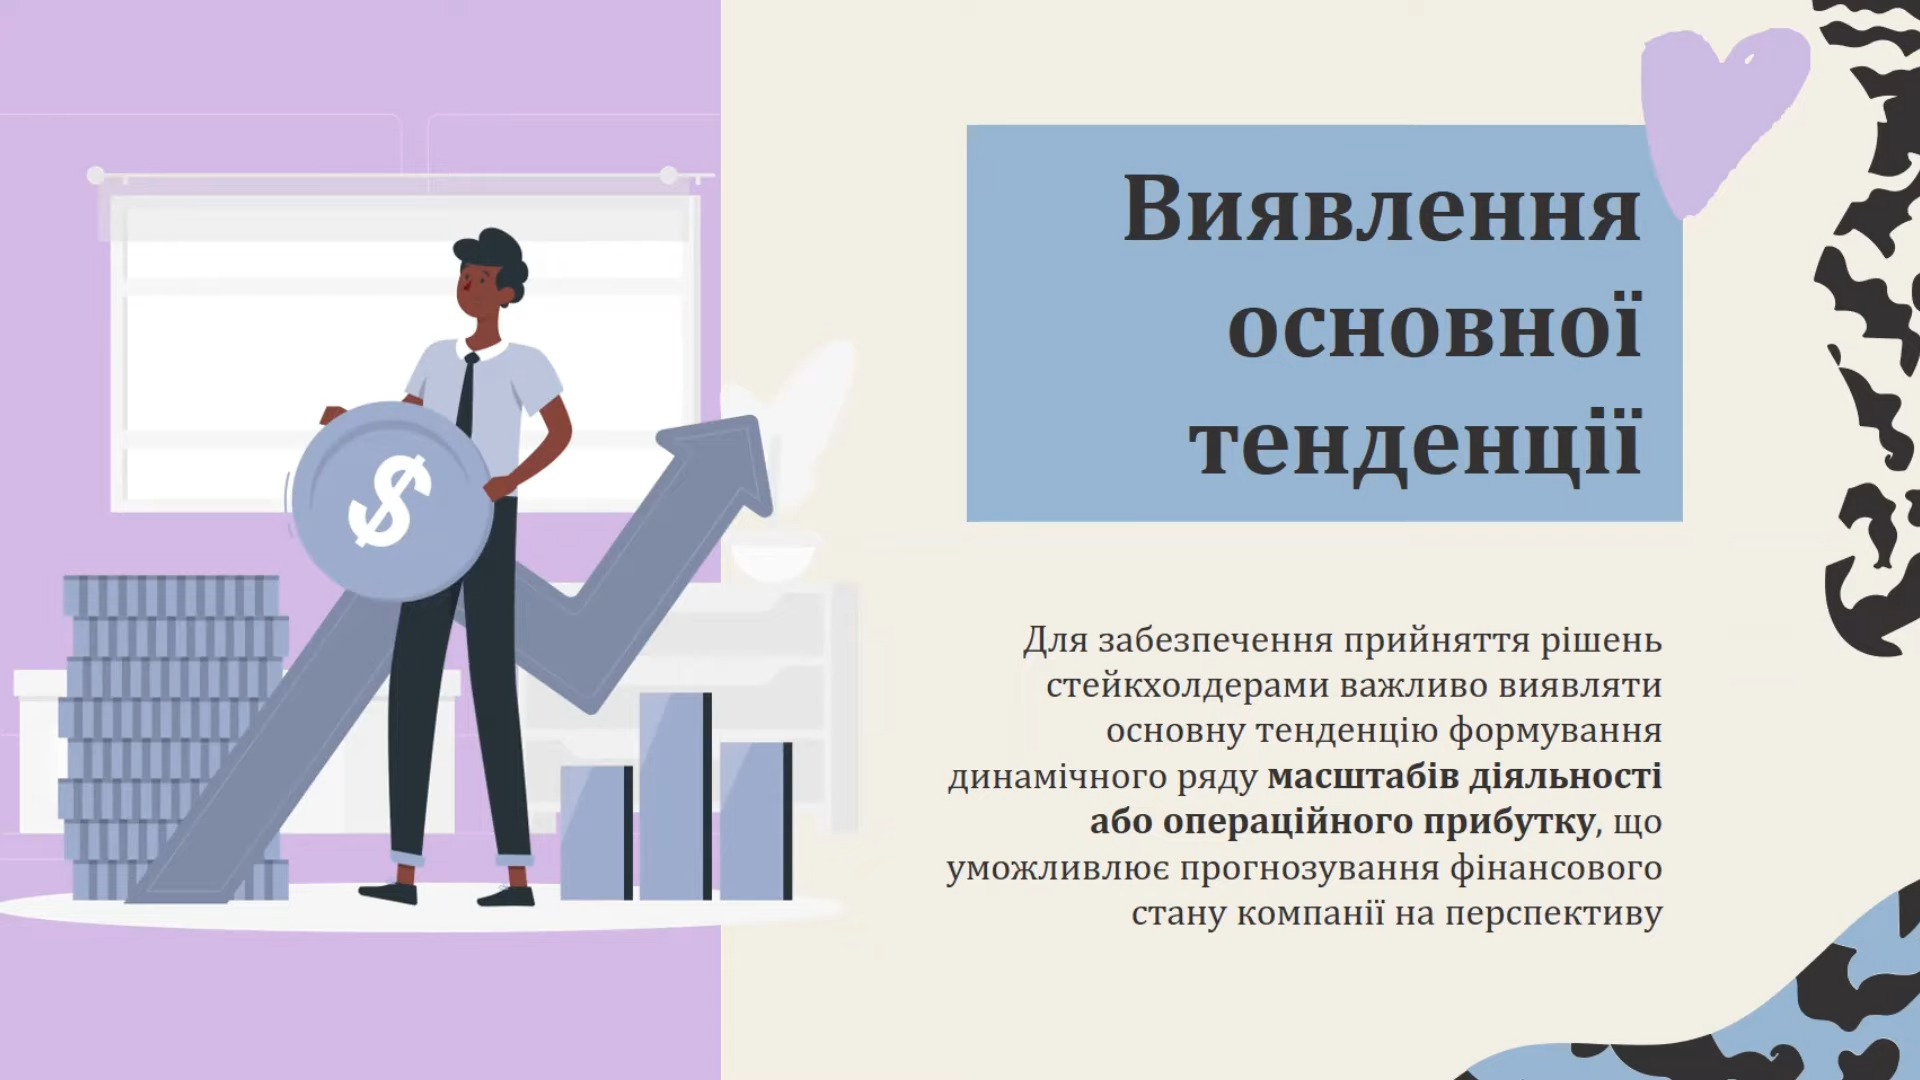 Виявлення
основної
тенденції
Для забезпечення прийняття рішень
стейкхолдерами важливо виявляти
основну тенденцію формування
динамічного ряду масштабів діяльності
або операційного прибутку, що
уможливлює прогнозування фінансового
стану компанії на перспективу
$